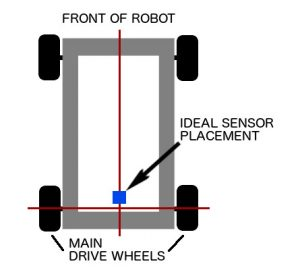 FRONT OF ROBOT
IDEAL SENSOR
PLACEMENT
MAIN
DRIVE WHEELS